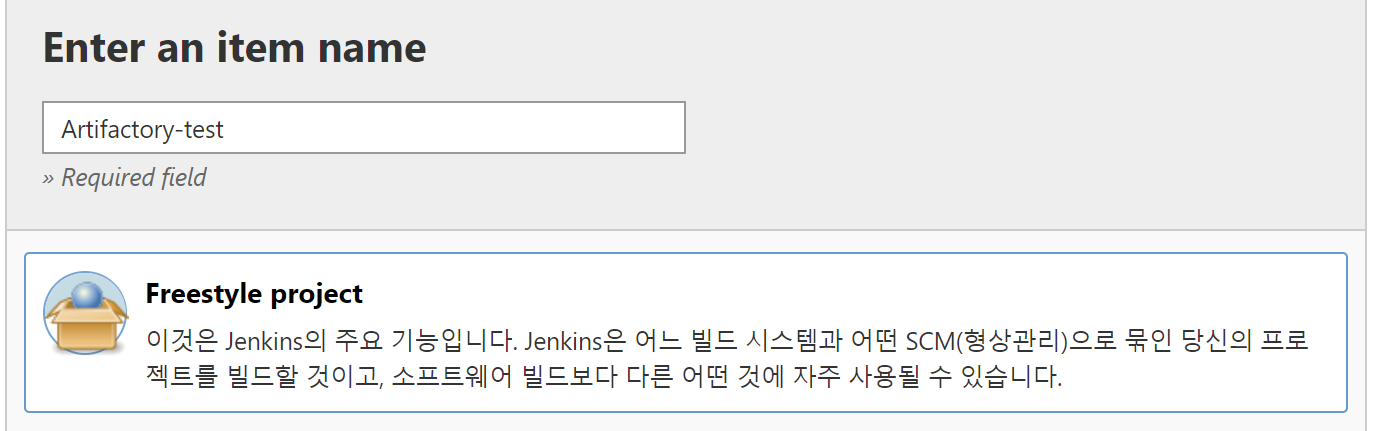 Enter an item name
Artifactory-test
» Required field
Freestyle project
이것은 Jenkins의 주요 기능입니다. Jenkins은 어느 빌드 시스템과 어떤 SCM(형상관리)으로 묶인 당신의 프로
젝트를 빌드할 것이고, 소프트웨어 빌드보다 다른 어떤 것에 자주 사용될 수 있습니다.